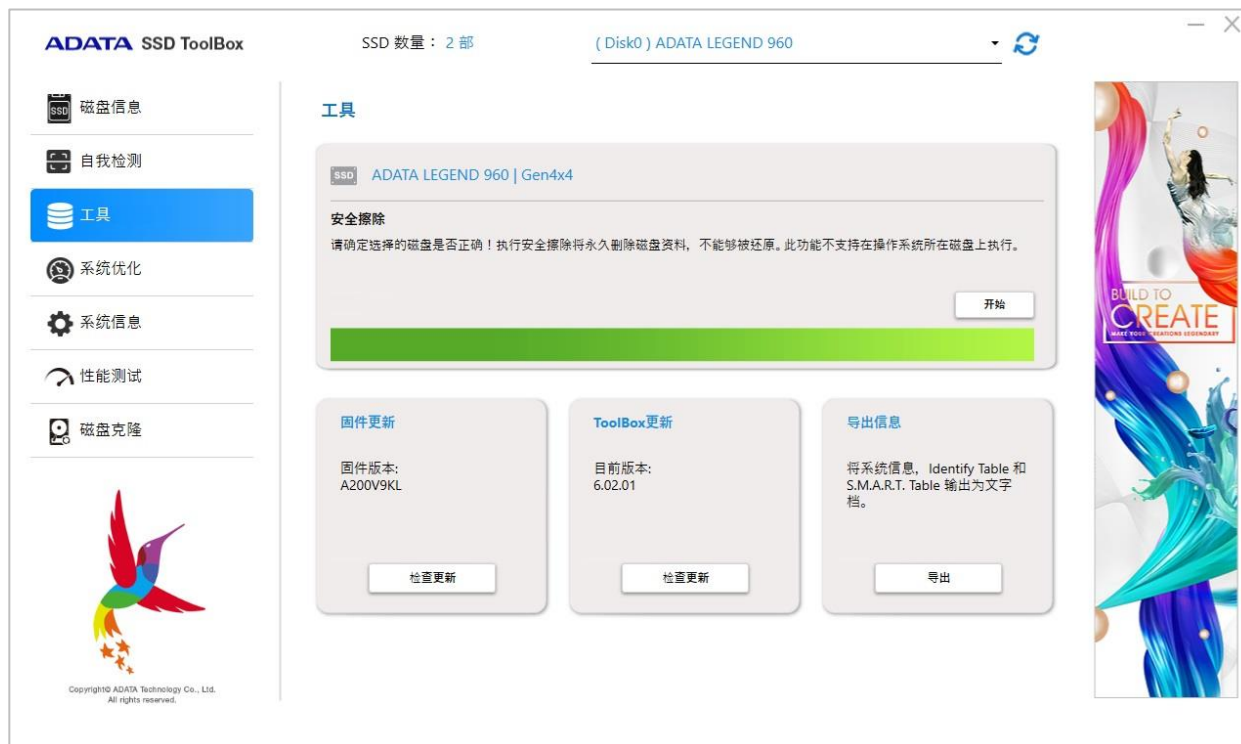 ADATA SSD ToolBox
SSD 数量： 2 部
( Disk0 ) ADATA LEGEND 960
SSD 磁盘信息
自我检测
工具
系统优化
系统信息
性能测试
磁盘克隆
Copyright© ADATA Technology Co., Ltd.
All rights reserved.
工具
SSD ADATA LEGEND 960 | Gen4x4
安全擦除
请确定选择的磁盘是否正确！执行安全擦除将永久删除磁盘资料，不能够被还原。此功能不支持在操作系统所在磁盘上执行。
开始
固件更新
固件版本:
A200V9KL
检查更新
ToolBox更新
目前版本:
6.02.01
检查更新
导出信息
将系统信息，Identify Table 和
S.M.A.R.T. Table 输出为文字
档。
导出
BUILD TO
CREATE
MAKE YOUR CREATIONS LEGENDARY